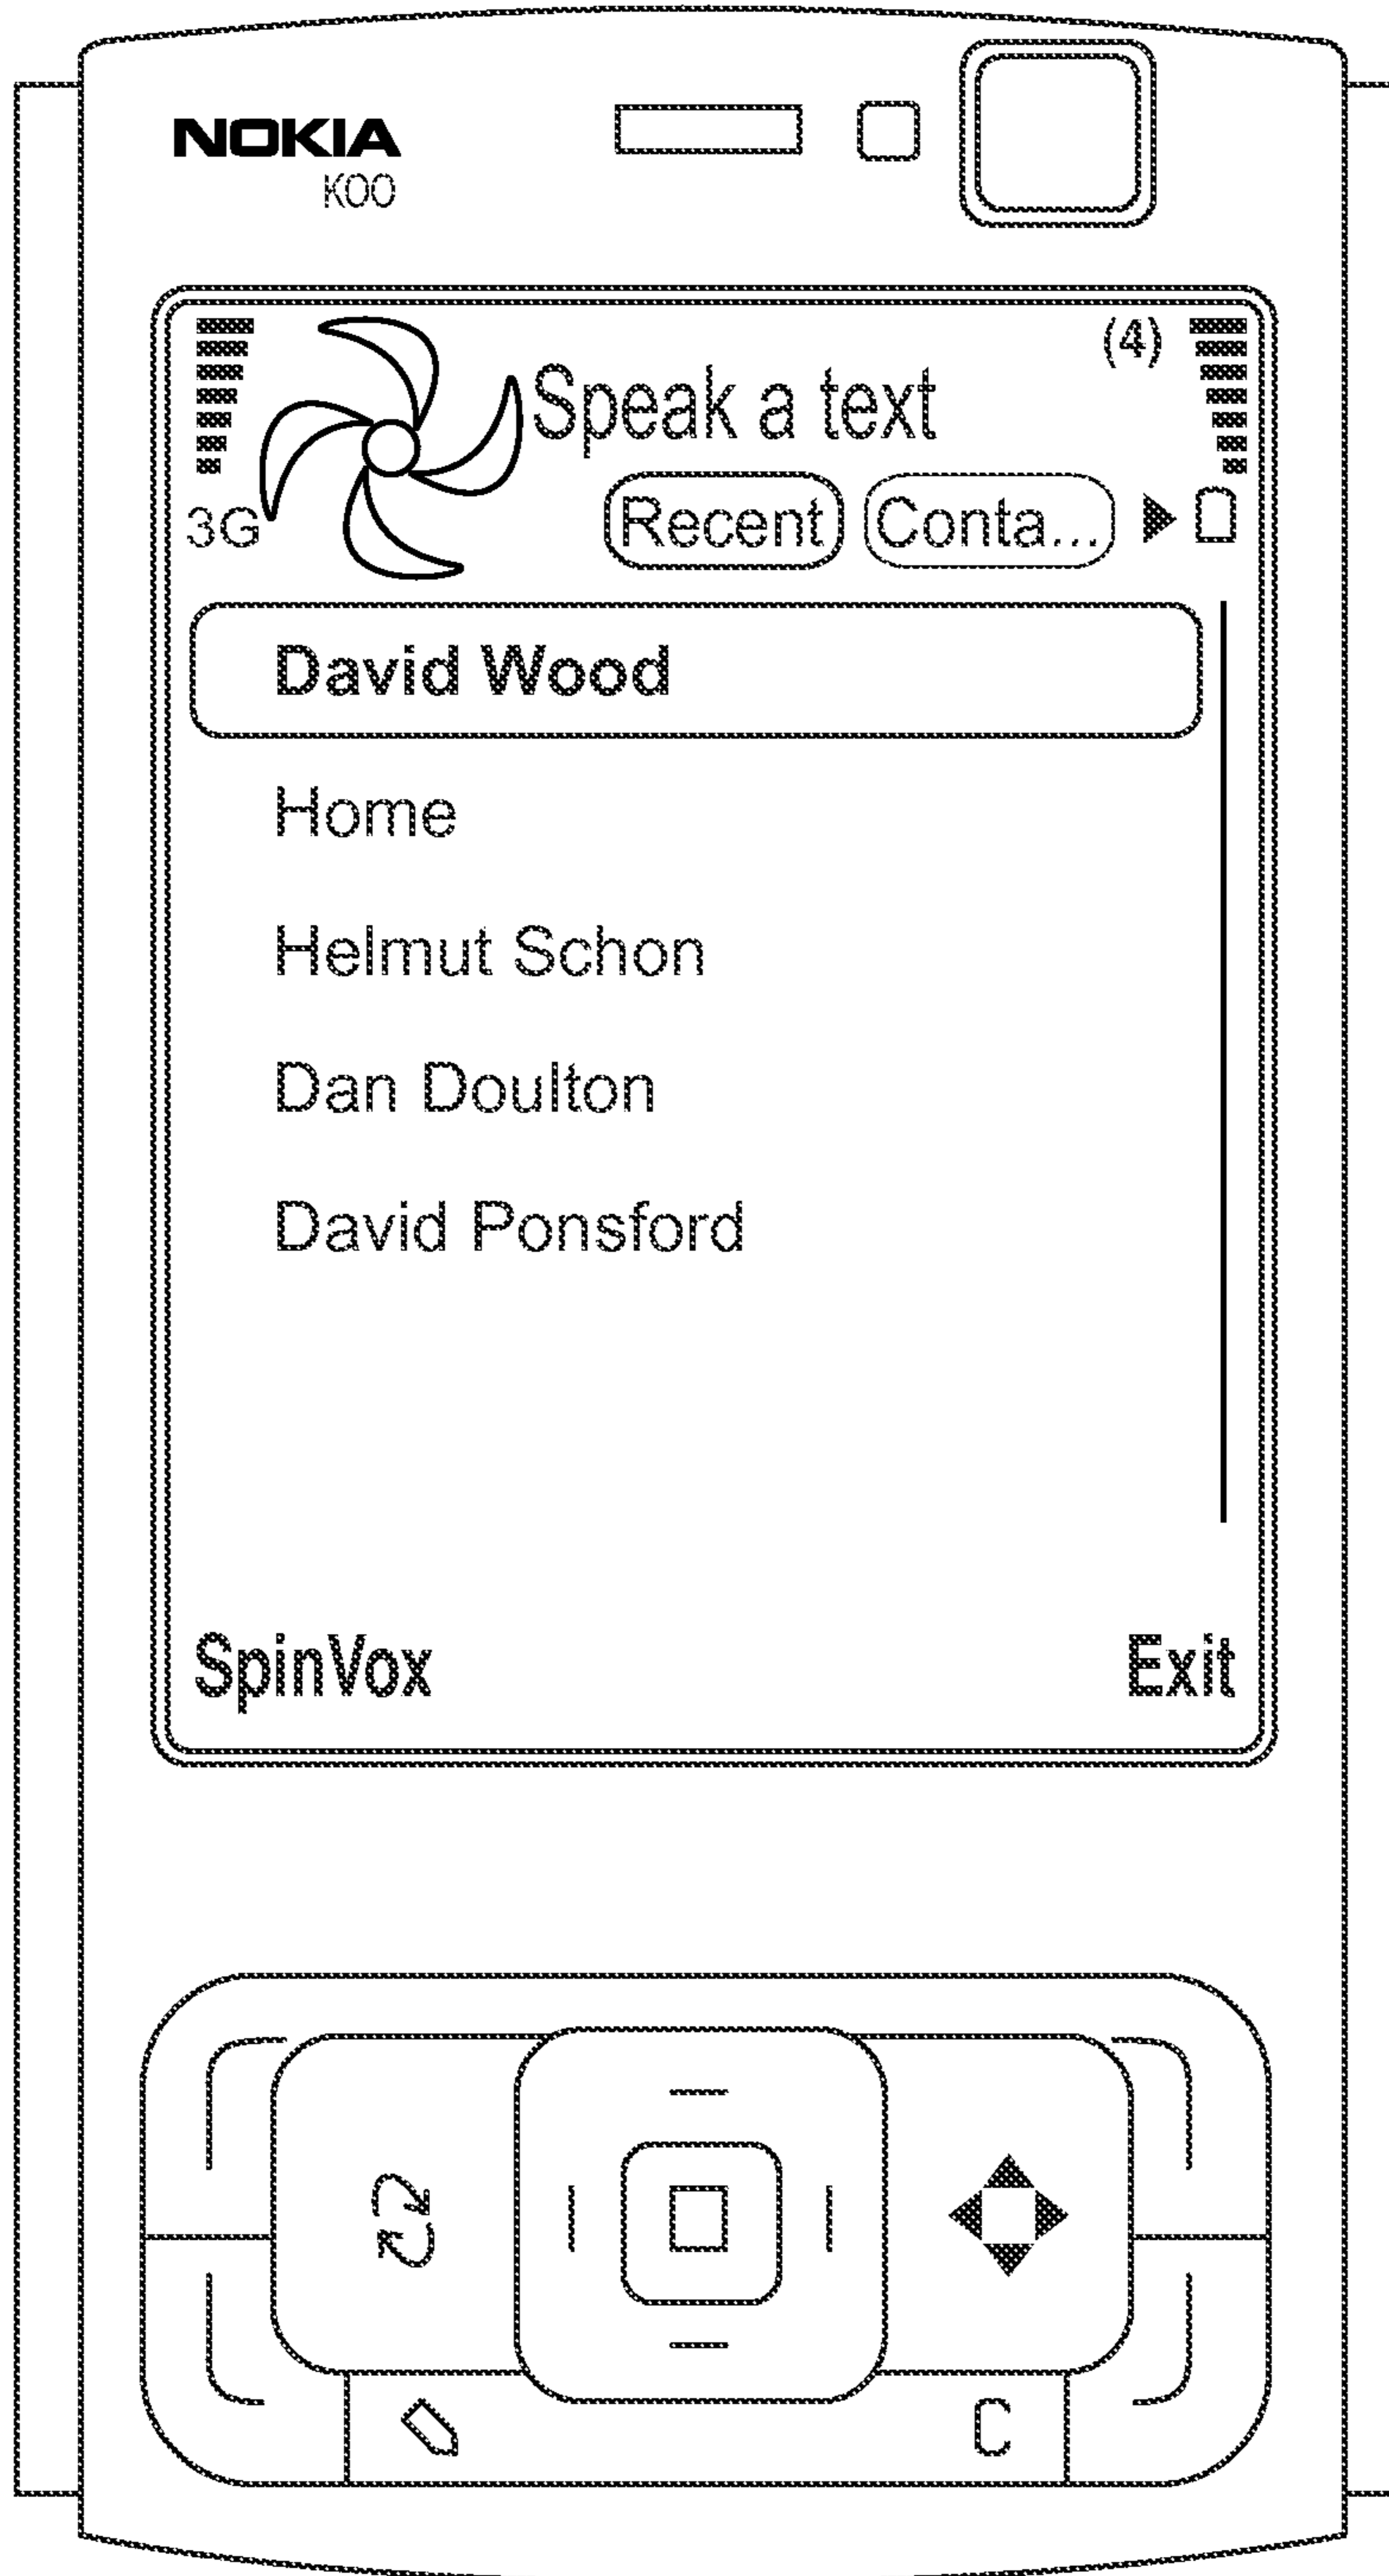 NOKIA
K00
(4)
Speak a text
3G
Recent Conta...
David Wood
Home
Helmut Schon
Dan Doulton
David Ponsford
SpinVox Exit
C